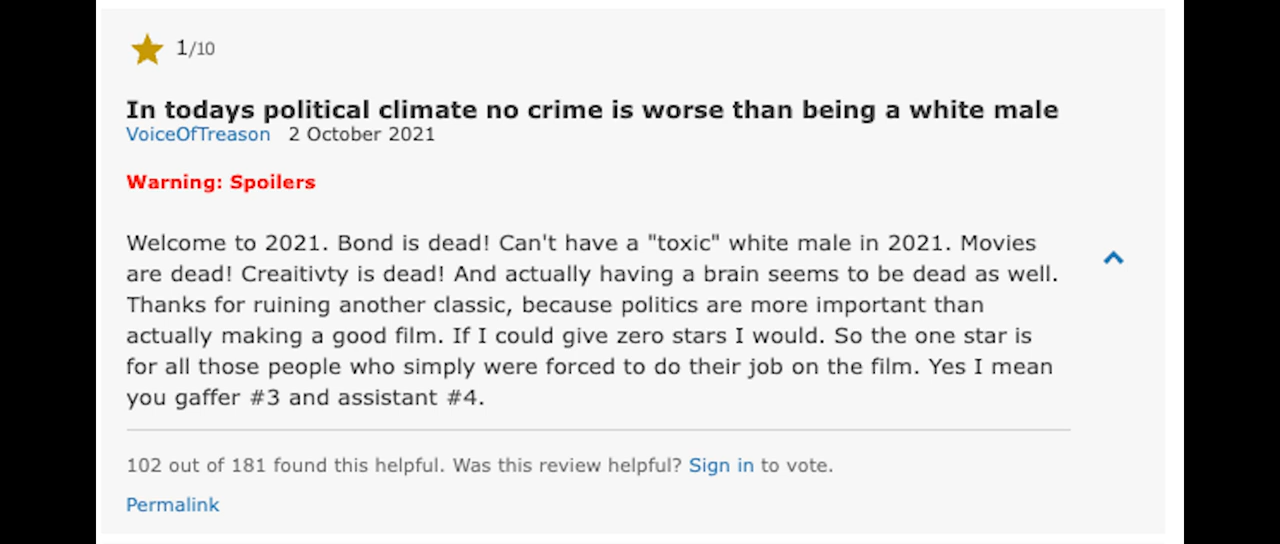 1/10
In todays political climate no crime is worse than being a white male
VoiceOfTreason 2 October 2021
Warning: Spoilers
Welcome to 2021. Bond is dead! Can't have a "toxic" white male in 2021. Movies
are dead! Creaitivty is dead! And actually having a brain seems to be dead as well.
Thanks for ruining another classic, because politics are more important than
actually making a good film. If I could give zero stars I would. So the one star is
for all those people who simply were forced to do their job on the film. Yes I mean
you gaffer #3 and assistant #4.
102 out of 181 found this helpful. Was this review helpful? Sign in to vote.
Permalink